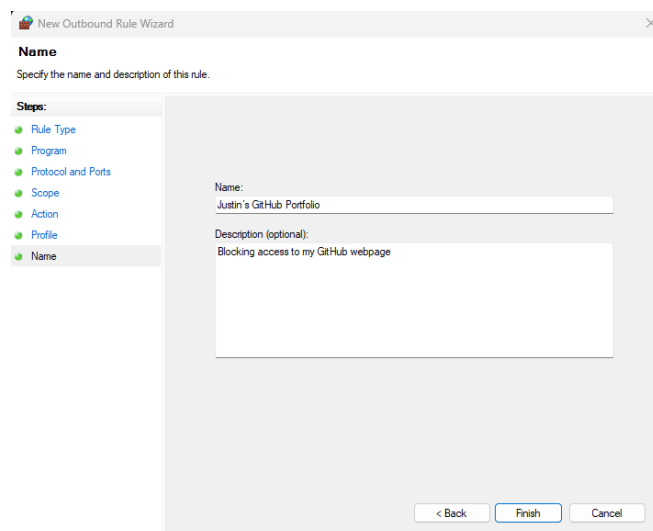 New Outbound Rule Wizard
Name
Specify the name and description of this rule.
Steps:
Rule Type
Program
Protocol and Ports
Scope
Action
Profile
Name
Name:
Justin's GitHub Portfolio
Description (optional):
Blocking access to my GitHub webpage
< Back
Finish
Cancel